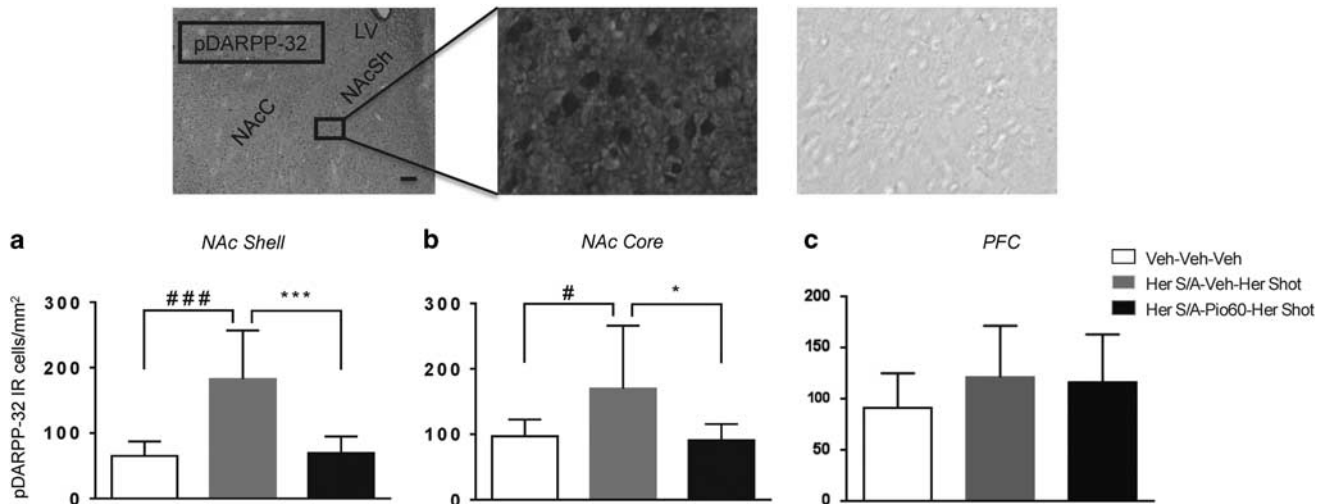 pDARPP-32
LV
NAcSh
NAcC
a
NAc Shell
b
NAc Core
c
PFC
Veh-Veh-Veh
Her S/A-Veh-Her Shot
Her S/A-Pio60-Her Shot
pDARPP-32 IR cells/mm²
300
200
100
0
###
***
300
200
100
0
#
*
200
150
100
50
0